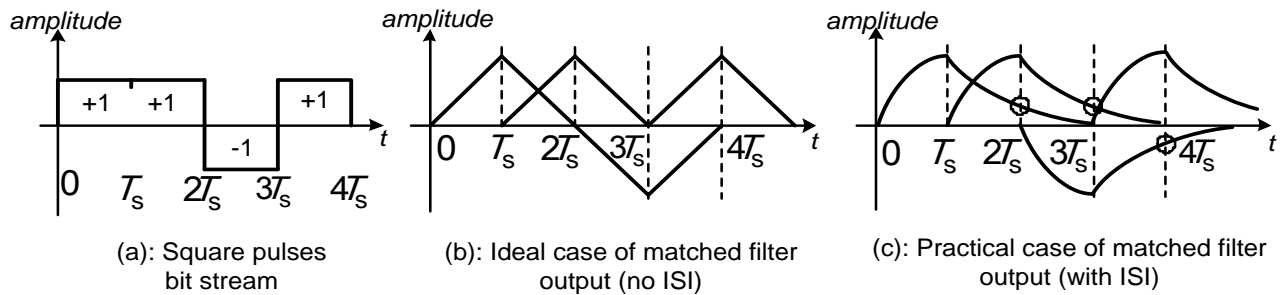 amplitude
+1
+1
-1
+1
t
0
Ts
2Ts
3Ts
4Ts
(a): Square pulses
bit stream
amplitude
t
0
Ts
2Ts
3Ts
4Ts
(b): Ideal case of matched filter
output (no ISI)
amplitude
t
0
Ts
2Ts
3Ts
4Ts
(c): Practical case of matched filter
output (with ISI)